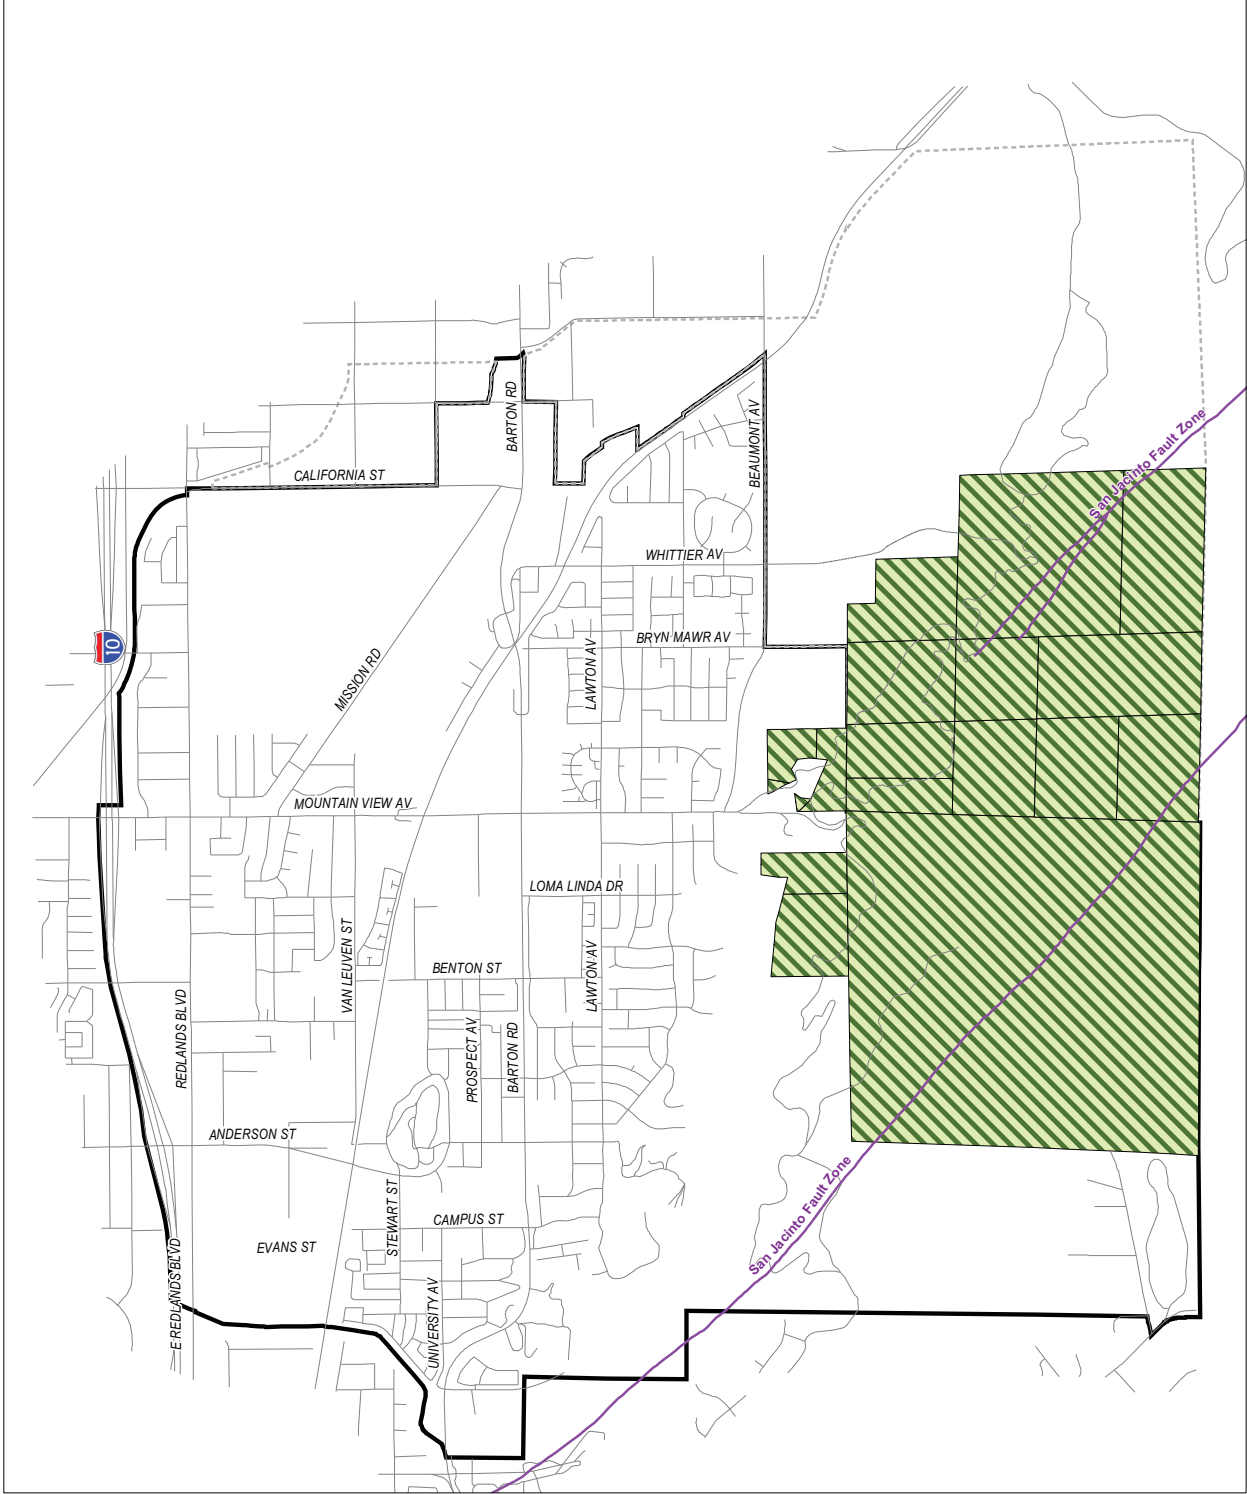 BARTON RD
BEAUMONT AV
San Jacinto Fault Zone
CALIFORNIA ST
WHITTIER AV
10
BRYN MAWR AV
LAWTON AV
MISSION RD
MOUNTAIN VIEW AV
LOMA LINDA DR
VAN LEUVEN ST
BENTON ST
LAWTON AV
REDLANDS BLVD
PROSPECT AV
BARTON RD
ANDERSON ST
San Jacinto Fault Zone
STEWART ST
CAMPUS ST
EVANS ST
E REDLANDS BLVD
UNIVERSITY AV